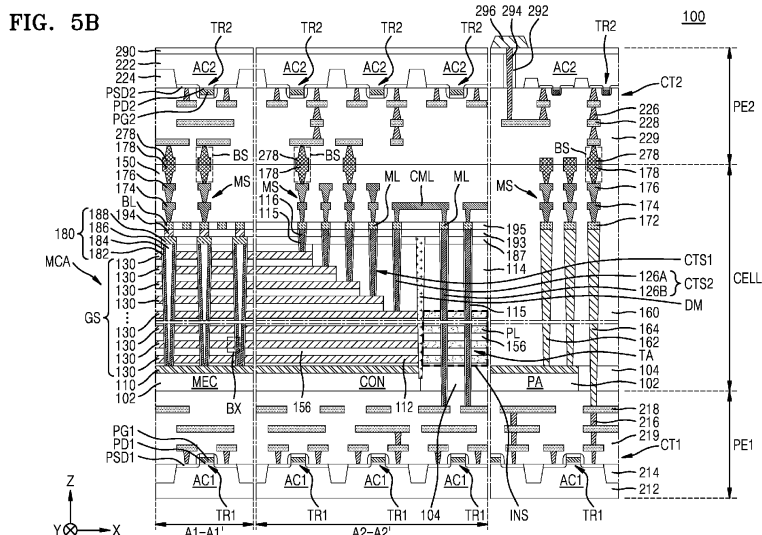 FIG. 5B
100
296 294 292
TR2 TR2 TR2 TR2 TR2
290
222
224
AC2 AC2 AC2 AC2 AC2
PSD2
PD2
PG2
CT2
PE2
226
228
229
278
178
150
176
174
BL
194
BS
278
178
BS
BS
278
178
MS
MS
116
115
ML
CML
ML
MS
176
174
172
180
188
186
184
182
195
193
187
114
MCA
GS
130
130
130
130
130
130
130
130
130
CTS1
126A
126B
CTS2
DM
CELL
115
160
PL
156
164
162
TA
110
102
MEC
CON
PA
104
102
BX
156
112
218
216
219
CT1
PE1
PG1
PD1
PSD1
214
212
AC1 AC1 AC1 AC1 AC1
TR1 TR1 TR1 104 TR1 INS TR1
Z
Y X
A1-A1'
A2-A2'